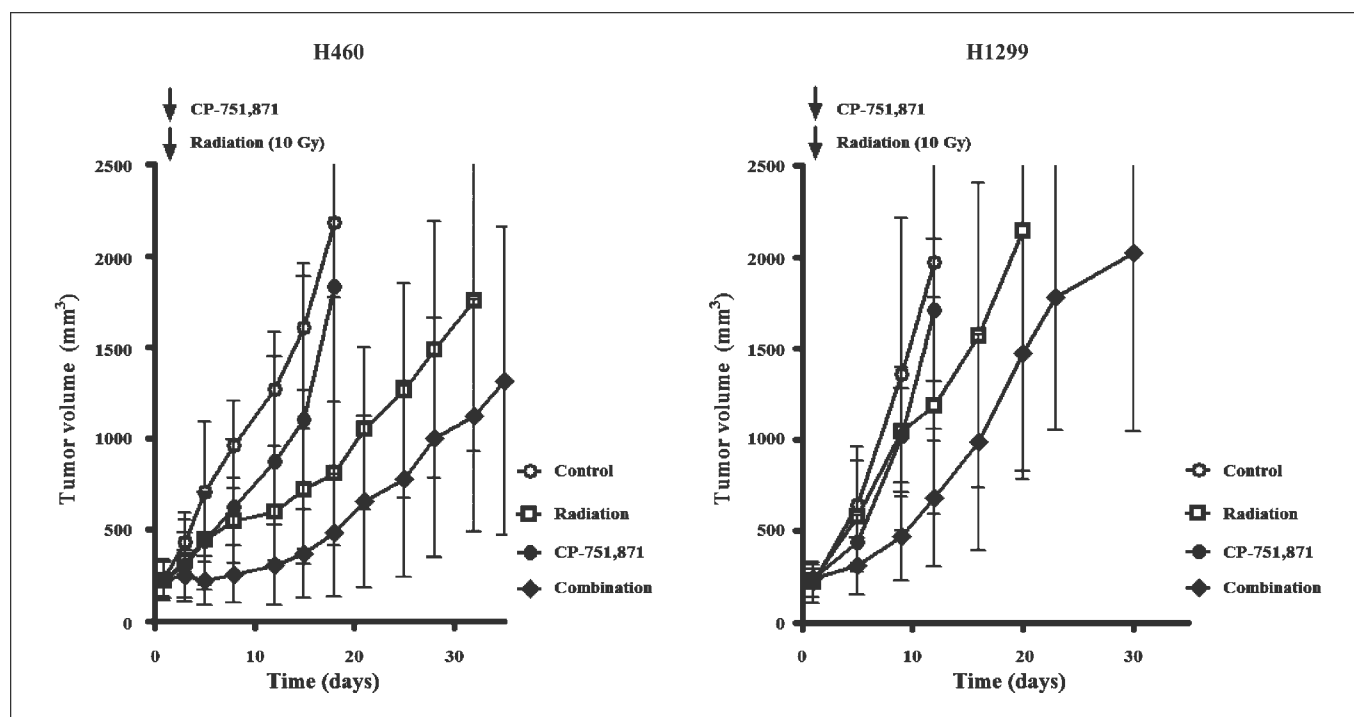 H460
CP-751,871
Radiation (10 Gy)
2500
2000
1500
1000
500
0
Tumor volume (mm³)
0 10 20 30
Time (days)
Control
Radiation
CP-751,871
Combination
H1299
CP-751,871
Radiation (10 Gy)
2500
2000
1500
1000
500
0
Tumor volume (mm³)
0 10 20 30
Time (days)
Control
Radiation
CP-751,871
Combination